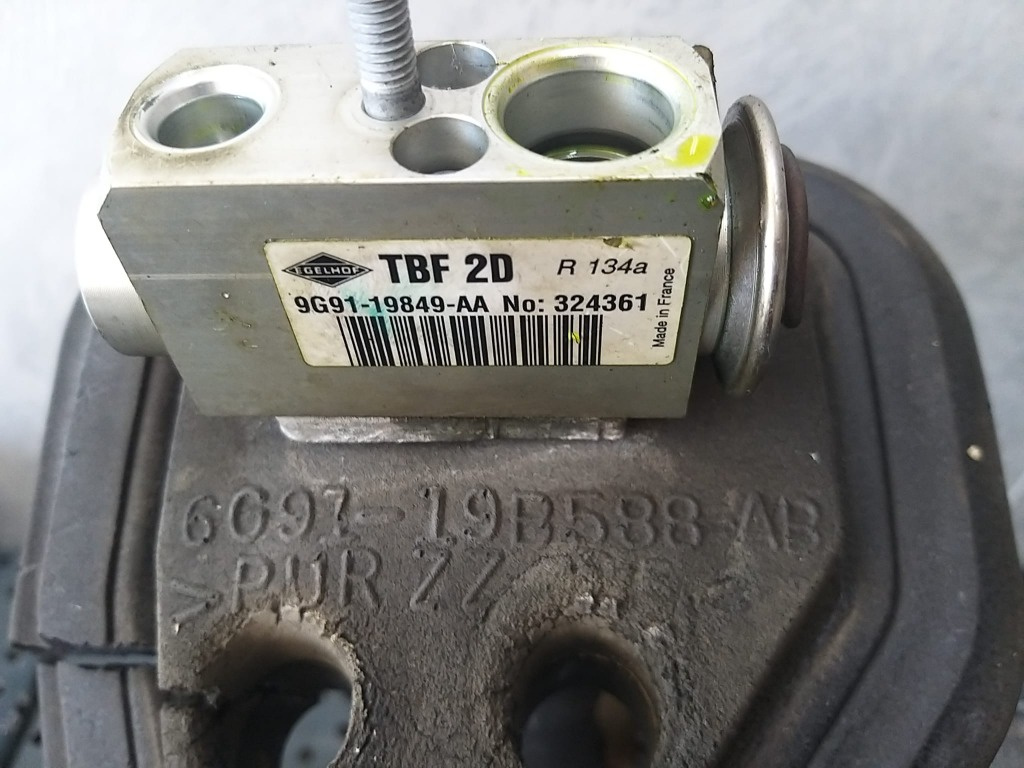 EGELHOF TBF 2D R 134a
9G91-19849-AA No: 324361
Made in France
6G91-19B588-AB
>PUR